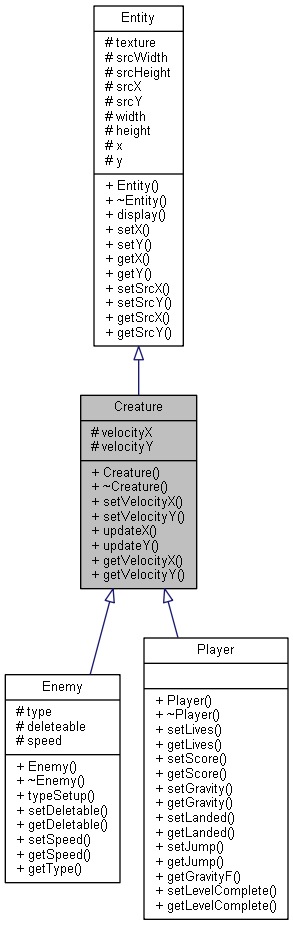 Entity
# texture
# srcWidth
# srcHeight
# srcX
# srcY
# width
# height
# x
# y
+ Entity()
+ ~Entity()
+ display()
+ setX()
+ setY()
+ getX()
+ getY()
+ setSrcX()
+ setSrcY()
+ getSrcX()
+ getSrcY()
Creature
# velocityX
# velocityY
+ Creature()
+ ~Creature()
+ setVelocityX()
+ setVelocityY()
+ updateX()
+ updateY()
+ getVelocityX()
+ getVelocityY()
Enemy
# type
# deleteable
# speed
+ Enemy()
+ ~Enemy()
+ typeSetup()
+ setDeletable()
+ getDeletable()
+ setSpeed()
+ getSpeed()
+ getType()
Player
+ Player()
+ ~Player()
+ setLives()
+ getLives()
+ setScore()
+ getScore()
+ setGravity()
+ getGravity()
+ setLanded()
+ getLanded()
+ setJump()
+ getJump()
+ getGravityF()
+ setLevelComplete()
+ getLevelComplete()